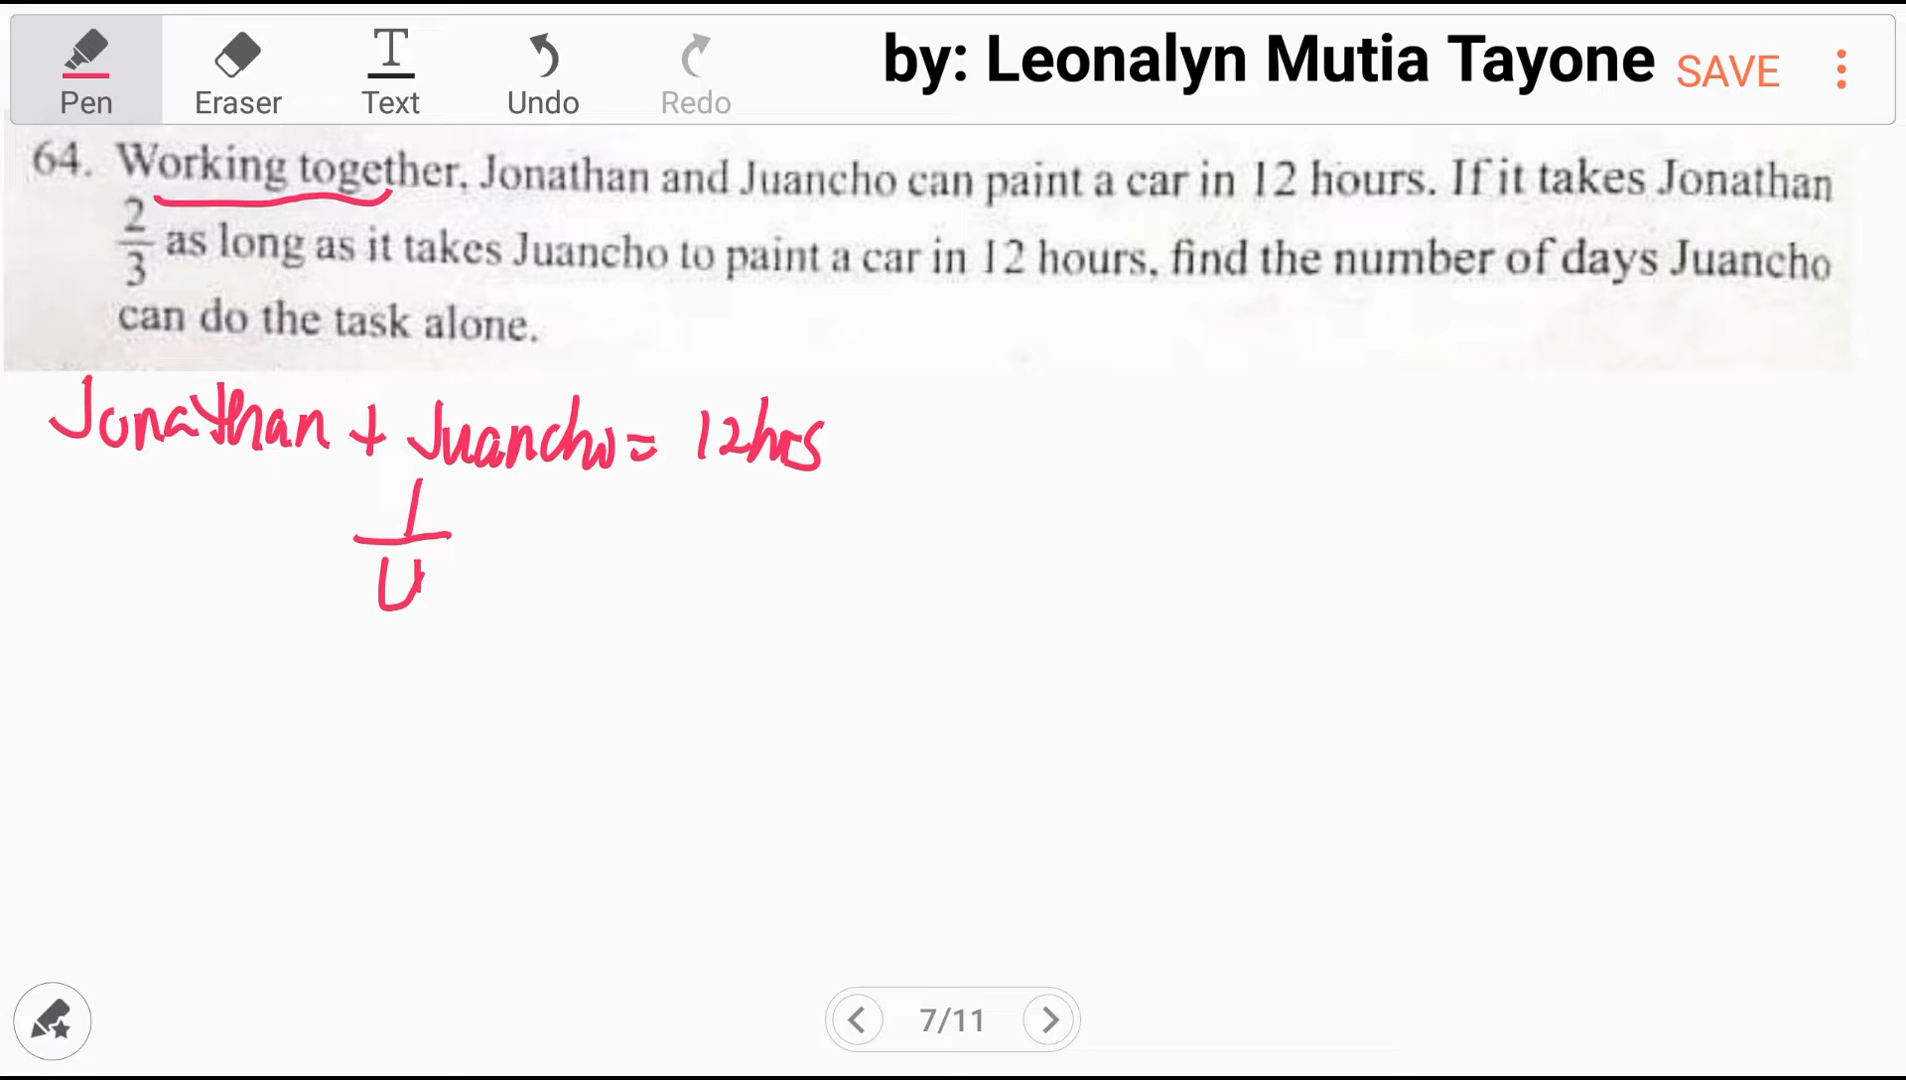 Pen Eraser Text Undo Redo by: Leonalyn Mutia Tayone SAVE
64. Working together, Jonathan and Juancho can paint a car in 12 hours. If it takes Jonathan
2/3 as long as it takes Juancho to paint a car in 12 hours, find the number of days Juancho
can do the task alone.
Jonathan + Juancho = 12hrs
1
7/11